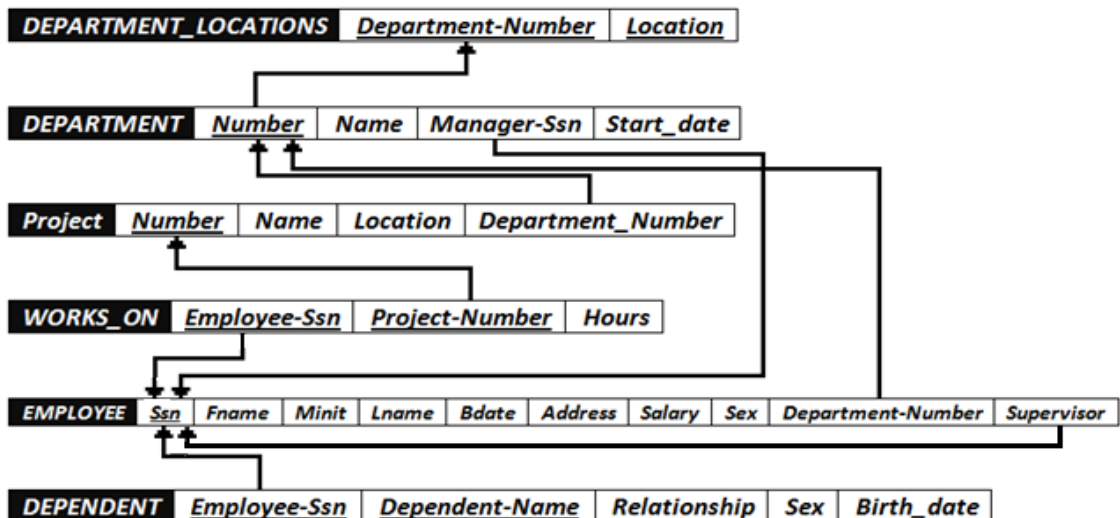 DEPARTMENT_LOCATIONS Department-Number Location
DEPARTMENT Number Name Manager-Ssn Start_date
Project Number Name Location Department_Number
WORKS_ON Employee-Ssn Project-Number Hours
EMPLOYEE Ssn Fname Minit Lname Bdate Address Salary Sex Department-Number Supervisor
DEPENDENT Employee-Ssn Dependent-Name Relationship Sex Birth_date